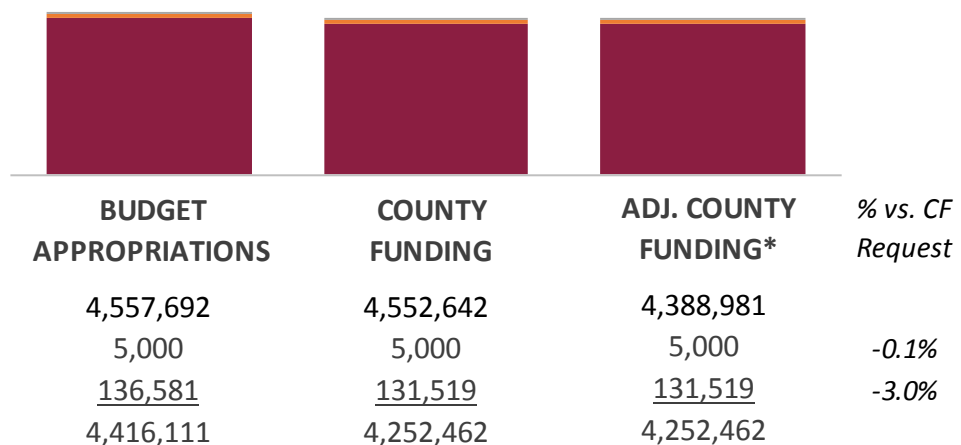 BUDGET APPROPRIATIONS COUNTY FUNDING ADJ. COUNTY FUNDING* % vs. CF Request
4,557,692 4,552,642 4,388,981
5,000 5,000 5,000 -0.1%
136,581 131,519 131,519 -3.0%
4,416,111 4,252,462 4,252,462